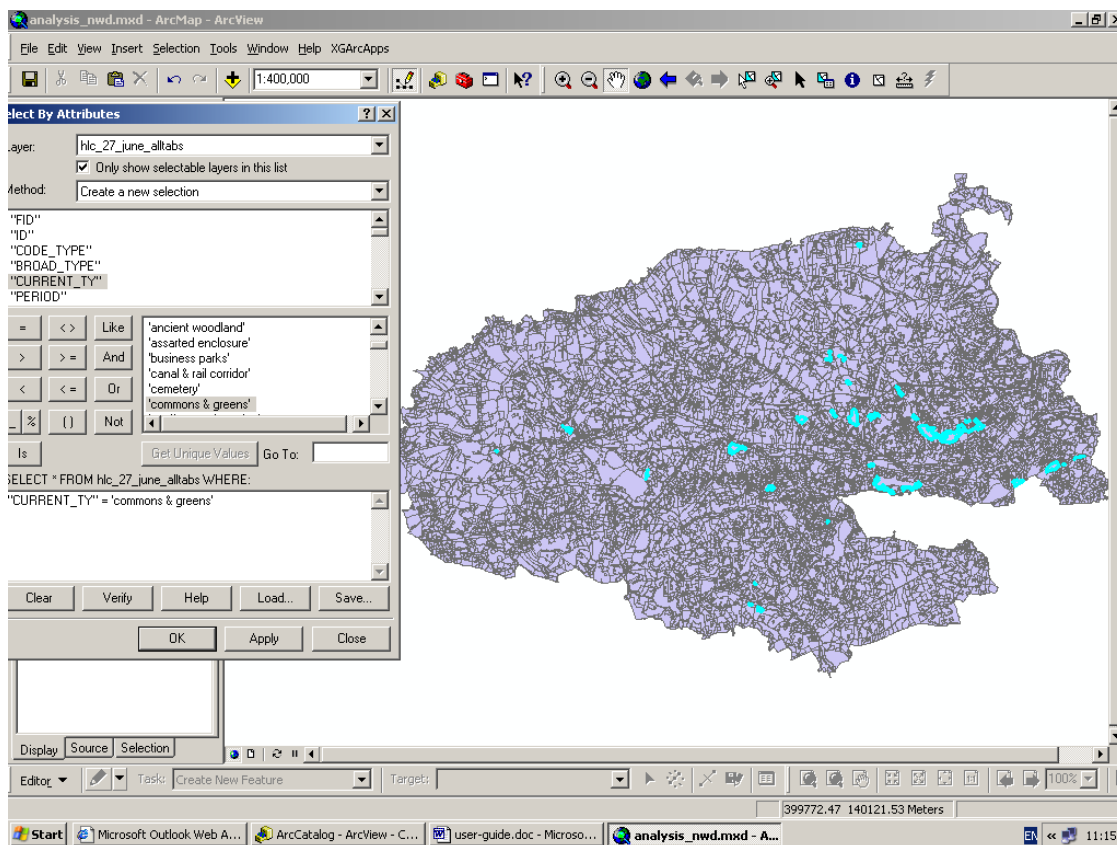 analysis_nwd.mxd - ArcMap - ArcView
File Edit View Insert Selection Tools Window Help XGArcApps
1:400,000
elect By Attributes
ayer: hlc_27_june_alltabs
Only show selectable layers in this list
Method: Create a new selection
"FID"
"ID"
"CODE_TYPE"
"BROAD_TYPE"
"CURRENT_TY"
"PERIOD"
= < > Like
> > = And
< < = Or
_ % ( ) Not
Is
'ancient woodland'
'assarted enclosure'
'business parks'
'canal & rail corridor'
'cemetery'
'commons & greens'
Get Unique Values Go To:
SELECT * FROM hlc_27_june_alltabs WHERE:
"CURRENT_TY" = 'commons & greens'
Clear Verify Help Load... Save...
OK Apply Close
Display Source Selection
Editor Task: Create New Feature Target: 100%
399772.47 140121.53 Meters
Start Microsoft Outlook Web A... ArcCatalog - ArcView - C... user-guide.doc - Microso... analysis_nwd.mxd - A... EN « 11:15